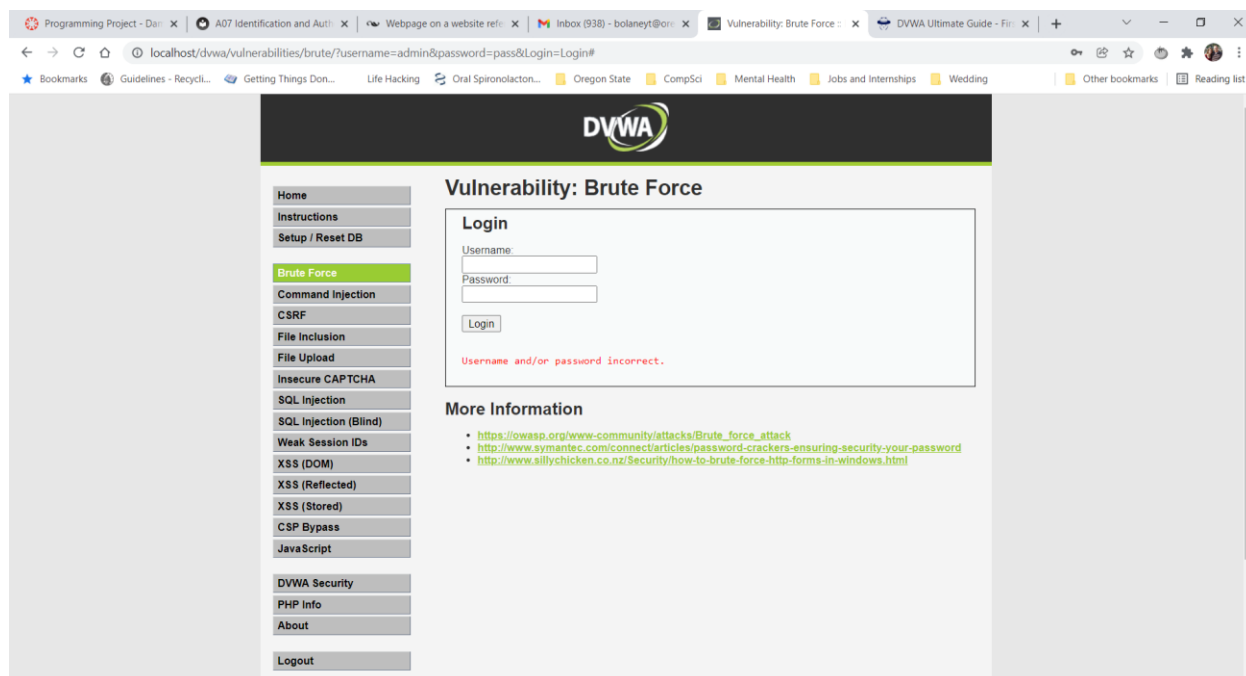 Programming Project - Dam
A07 Identification and Auth
Webpage on a website refe
Inbox (938) - bolaneyt@ore
Vulnerability: Brute Force ::
DVWA Ultimate Guide - Fir
localhost/dvwa/vulnerabilities/brute/?username=admin&password=pass&Login=Login#
Bookmarks Guidelines - Recycli... Getting Things Don... Life Hacking Oral Spironolacton... Oregon State CompSci Mental Health Jobs and Internships Wedding Other bookmarks Reading list
DVWA
Home
Instructions
Setup / Reset DB
Brute Force
Command Injection
CSRF
File Inclusion
File Upload
Insecure CAPTCHA
SQL Injection
SQL Injection (Blind)
Weak Session IDs
XSS (DOM)
XSS (Reflected)
XSS (Stored)
CSP Bypass
JavaScript
DVWA Security
PHP Info
About
Logout
Vulnerability: Brute Force
Login
Username:
Password:
Login
Username and/or password incorrect.
More Information
https://owasp.org/www-community/attacks/Brute_force_attack
http://www.symantec.com/connect/articles/password-crackers-ensuring-security-your-password
http://www.sillychicken.co.nz/Security/how-to-brute-force-http-forms-in-windows.html